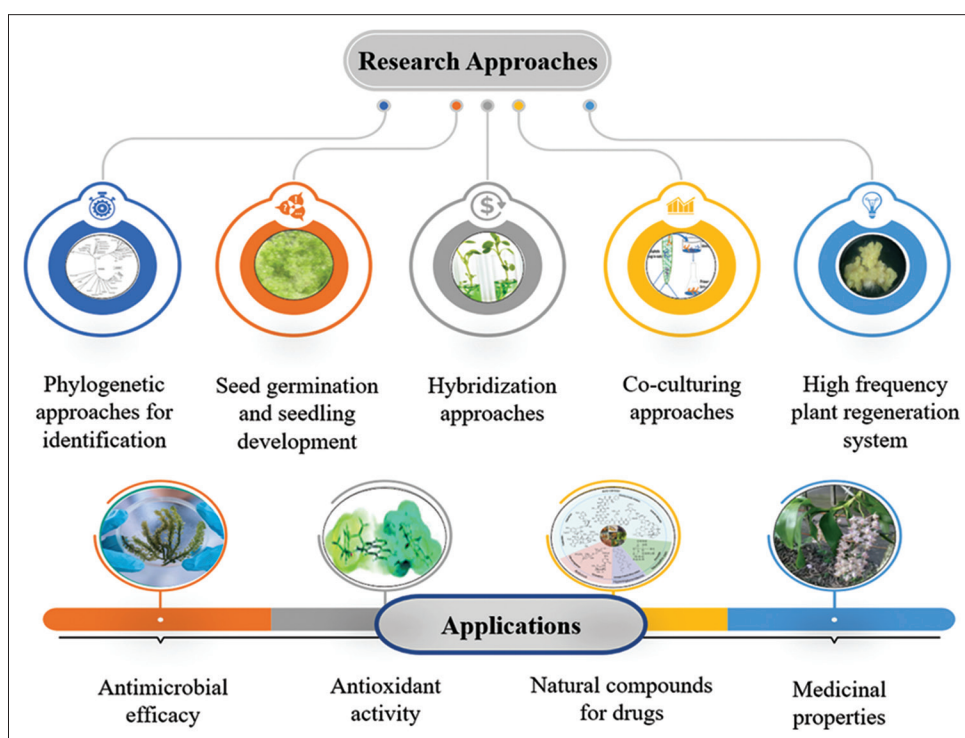 Research Approaches
$
Phylogenetic
approaches for
identification
Seed germination
and seedling
development
Hybridization
approaches
Co-culturing
approaches
High frequency
plant regeneration
system
Applications
Antimicrobial
efficacy
Antioxidant
activity
Natural compounds
for drugs
Medicinal
properties